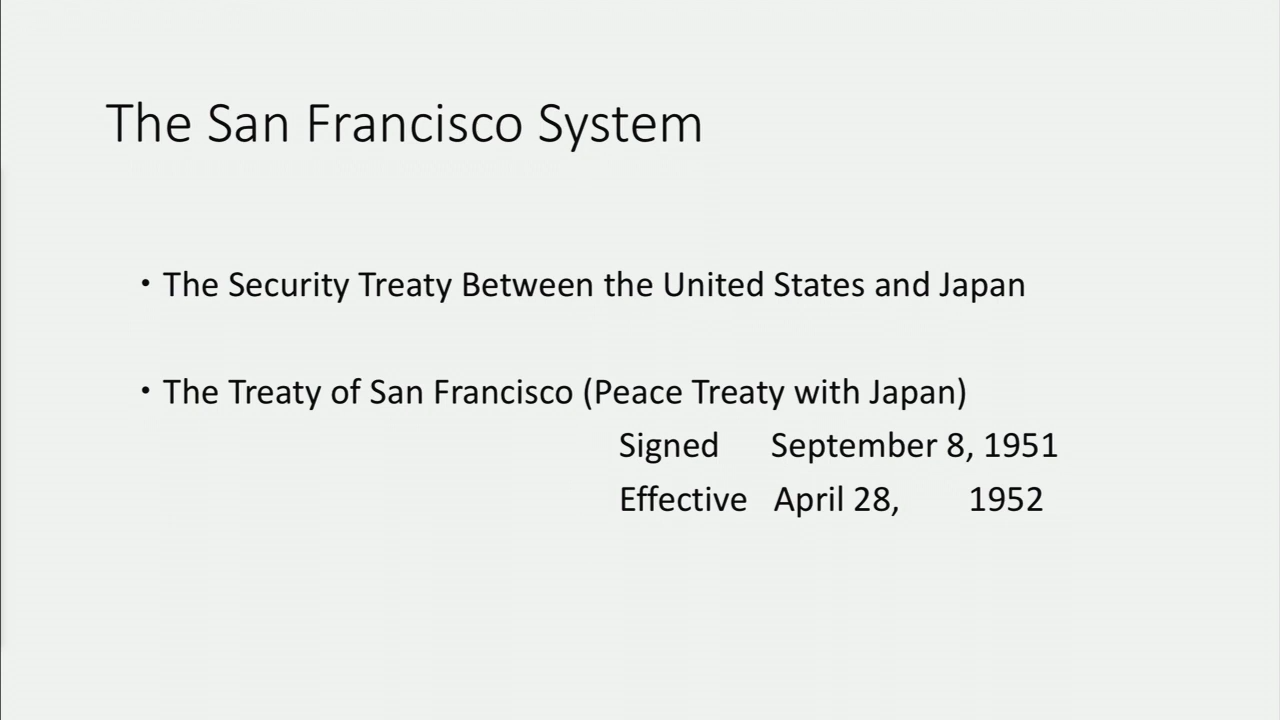 The San Francisco System
• The Security Treaty Between the United States and Japan
• The Treaty of San Francisco (Peace Treaty with Japan)
Signed September 8, 1951
Effective April 28, 1952